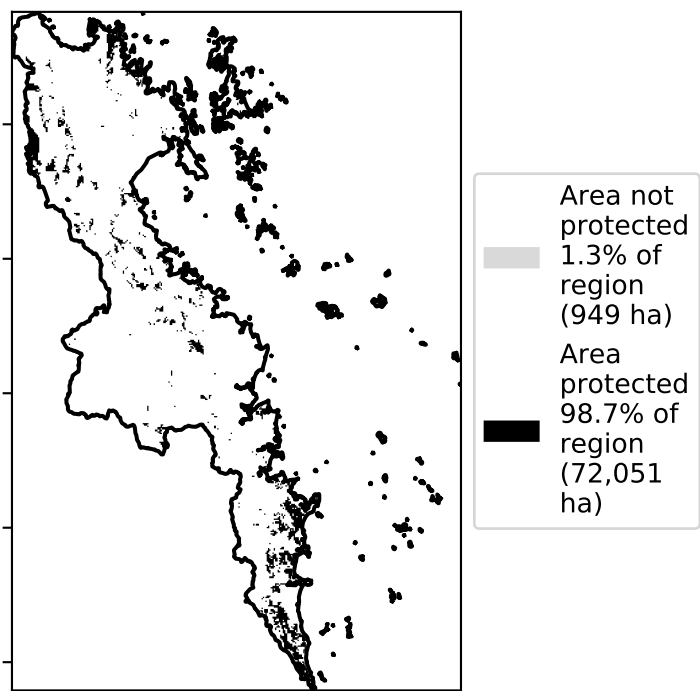 Area not
protected
1.3% of
region
(949 ha)
Area
protected
98.7% of
region
(72,051
ha)